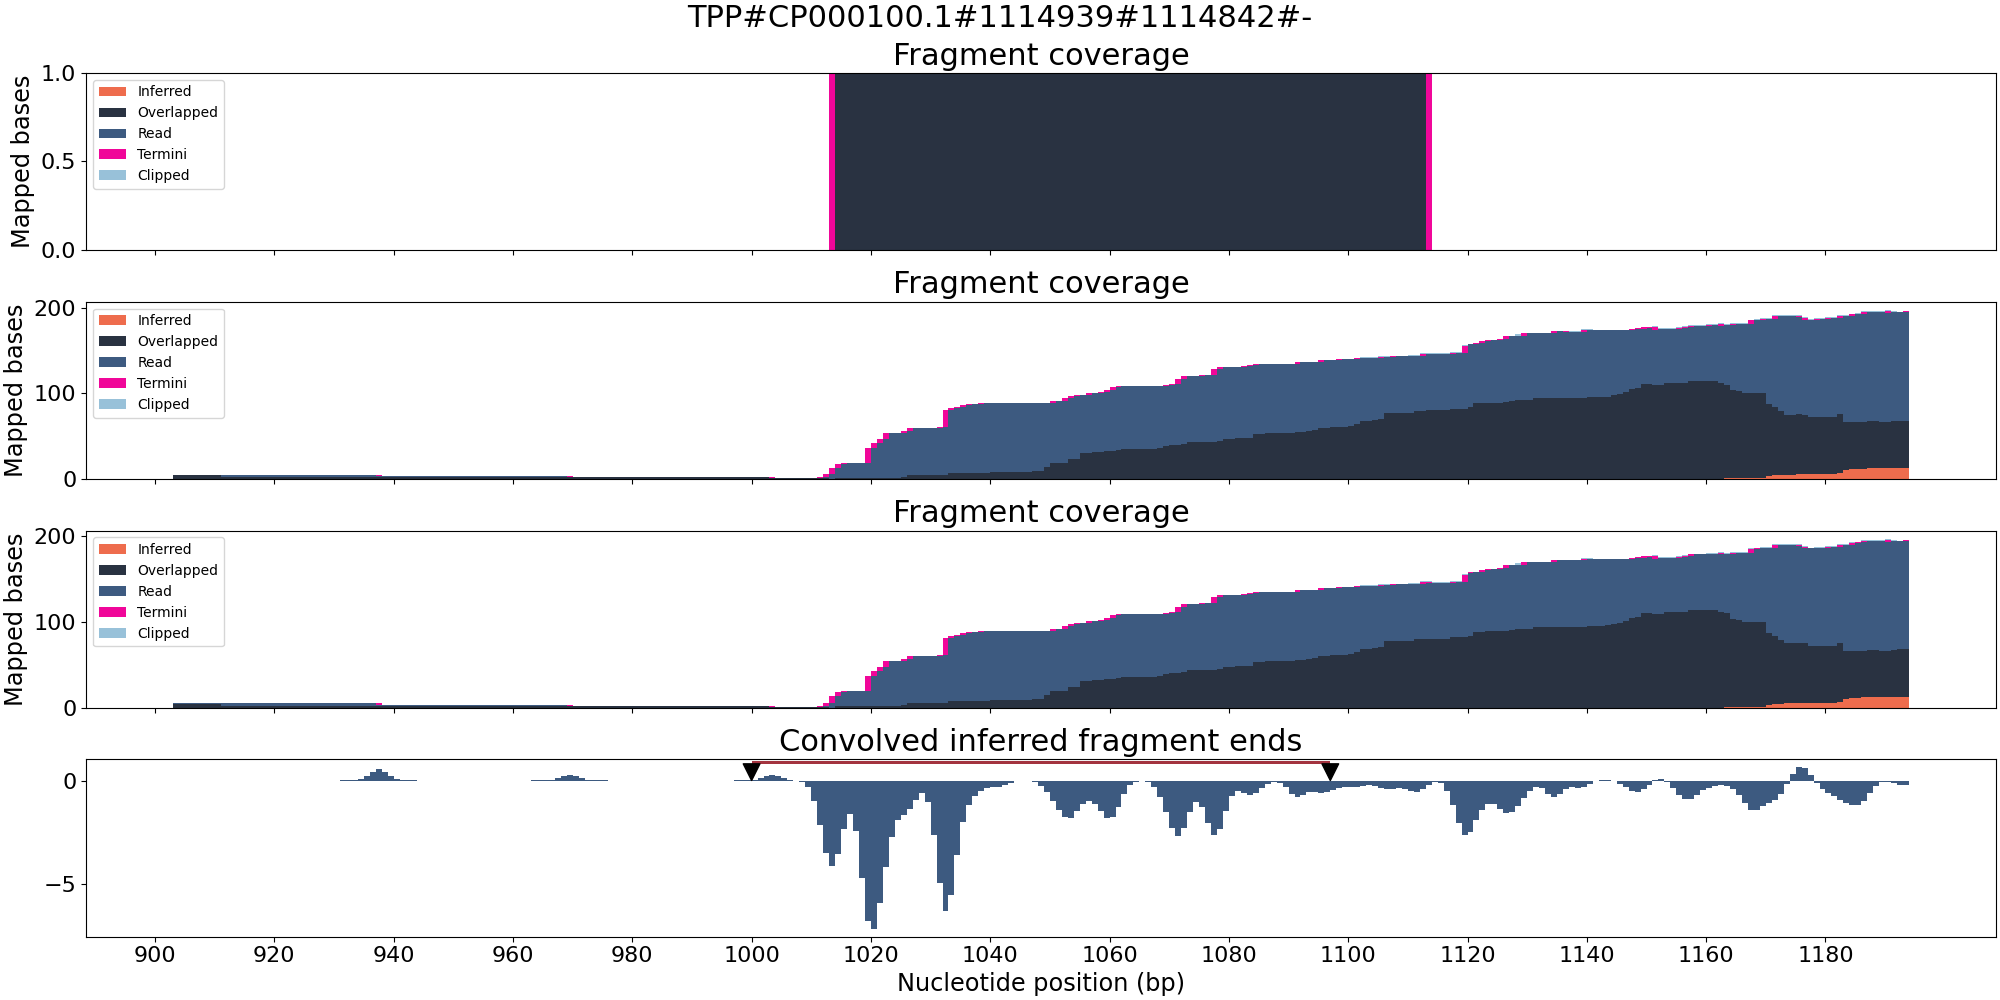 TPP#CP000100.1#1114939#1114842#-
Fragment coverage
Mapped bases
1.0
0.5
0.0
Inferred
Overlapped
Read
Termini
Clipped
Fragment coverage
Mapped bases
200
100
0
Inferred
Overlapped
Read
Termini
Clipped
Fragment coverage
Mapped bases
200
100
0
Inferred
Overlapped
Read
Termini
Clipped
Convolved inferred fragment ends
0
−5
900 920 940 960 980 1000 1020 1040 1060 1080 1100 1120 1140 1160 1180
Nucleotide position (bp)